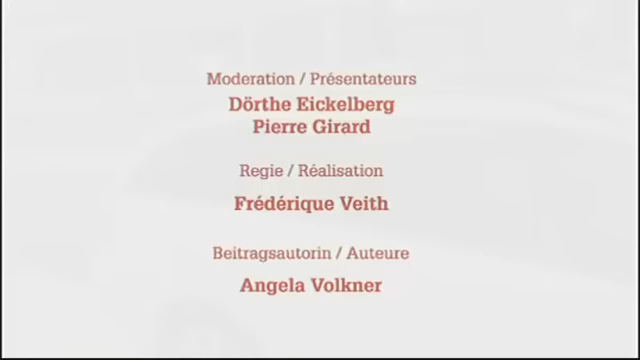 Moderation / Présentateurs
Dörthe Eickelberg
Pierre Girard
Regie / Réalisation
Frédérique Veith
Beitragsautorin / Auteure
Angela Volkner